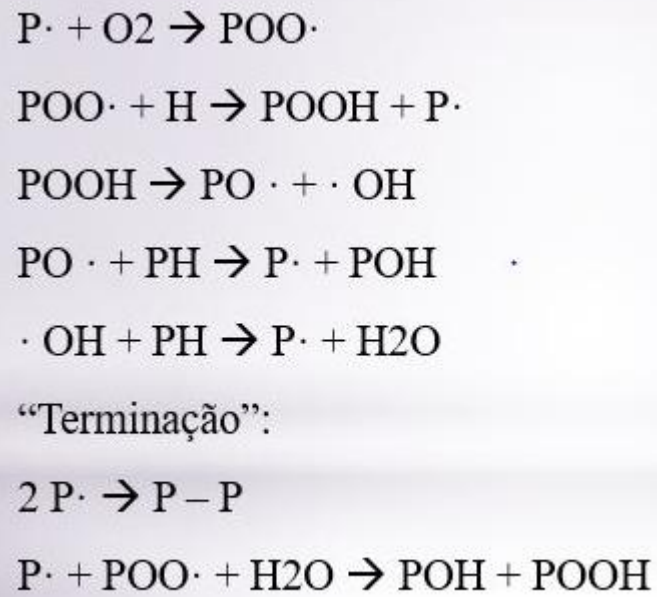 P· + O2 → POO·
POO· + H → POOH + P·
POOH → PO · + · OH
PO · + PH → P· + POH
· OH + PH → P· + H2O
“Terminação”:
2 P· → P – P
P· + POO· + H2O → POH + POOH